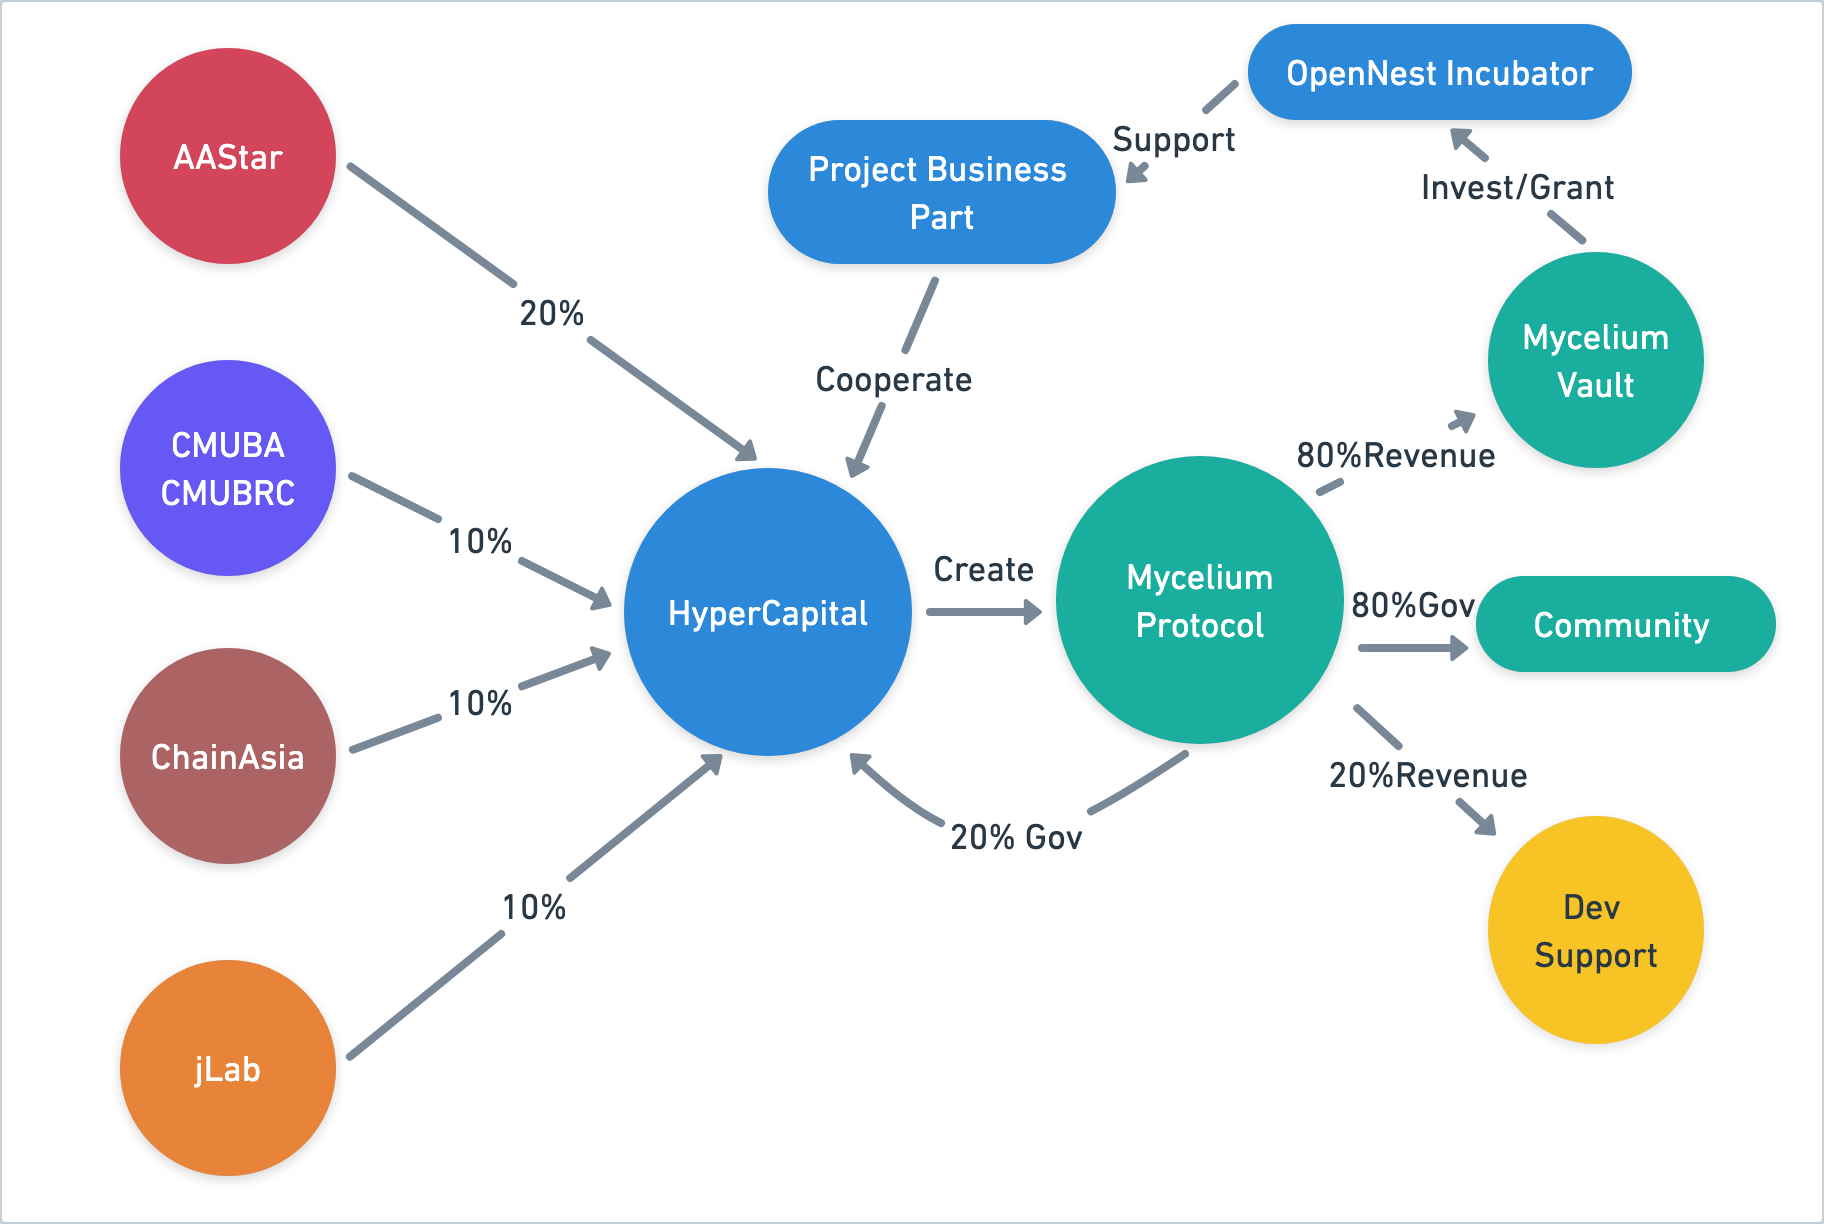 OpenNest Incubator
Support
AAStar
Project Business
Part
Invest/Grant
20%
Mycelium
Vault
Cooperate
CMUBA
CMUBRC
80%Revenue
10%
Create
Mycelium
Protocol
80%Gov
Community
HyperCapital
10%
ChainAsia
20%Revenue
20% Gov
10%
Dev
Support
jLab